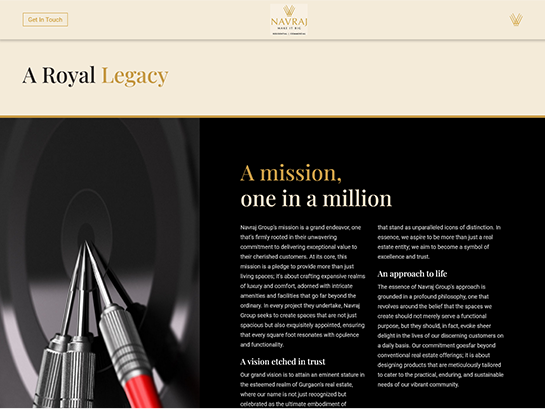 Get In Touch
NAVRAJ
MAKE IT BIG
RESIDENTIAL | COMMERCIAL
A Royal Legacy
A mission,
one in a million
Navraj Group's mission is a grand endeavor, one
that's firmly rooted in their unwavering
commitment to delivering exceptional value to
their cherished customers. At its core, this
mission is a pledge to provide more than just
living spaces; it's about crafting expansive realms
of luxury and comfort, adorned with intricate
amenities and facilities that go far beyond the
ordinary. In every project they undertake, Navraj
Group seeks to create spaces that are not just
spacious but also exquisitely appointed, ensuring
that every square foot resonates with opulence
and functionality.
A vision etched in trust
Our grand vision is to attain an eminent stature in
the esteemed realm of Gurgaon's real estate,
where our name is not just recognized but
celebrated as the ultimate embodiment of
that stand as unparalleled icons of distinction. In
essence, we aspire to be more than just a real
estate entity; we aim to become a symbol of
excellence and trust.
An approach to life
The essence of Navraj Group's approach is
grounded in a profound philosophy, one that
revolves around the belief that the spaces we
create should not merely serve a functional
purpose, but they should, in fact, evoke sheer
delight in the lives of our discerning customers on
a daily basis. Our commitment goesfar beyond
conventional real estate offerings; it is about
designing products that are meticulously tailored
to cater to the practical, enduring, and sustainable
needs of our vibrant community.